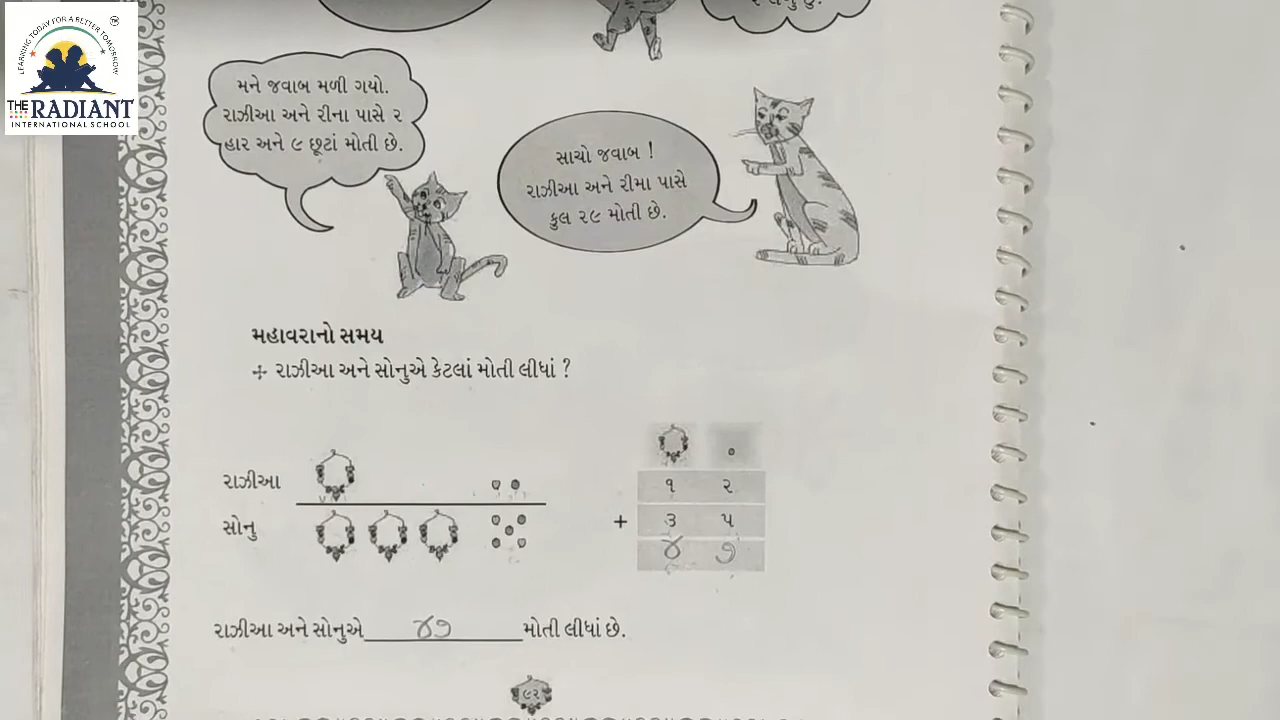 LEARNING TODAY FOR A BETTER TOMORROW
THE RADIANT
INTERNATIONAL SCHOOL
મને જવાબ મળી ગયો.
રાઝીઆ અને રીના પાસે ૨
હાર અને ૯ છૂટાં મોતી છે.
સાચો જવાબ !
રાઝીઆ અને રીમા પાસે
કુલ ૨૯ મોતી છે.
મહાવરાનો સમય
રાઝીઆ અને સોનુએ કેટલાં મોતી લીધાં ?
રાઝીઆ
સોનુ
૧ ૨
+ ૩ ૫
૪ ૭
રાઝીઆ અને સોનુએ ૪૭ મોતી લીધાં છે.
૯૨